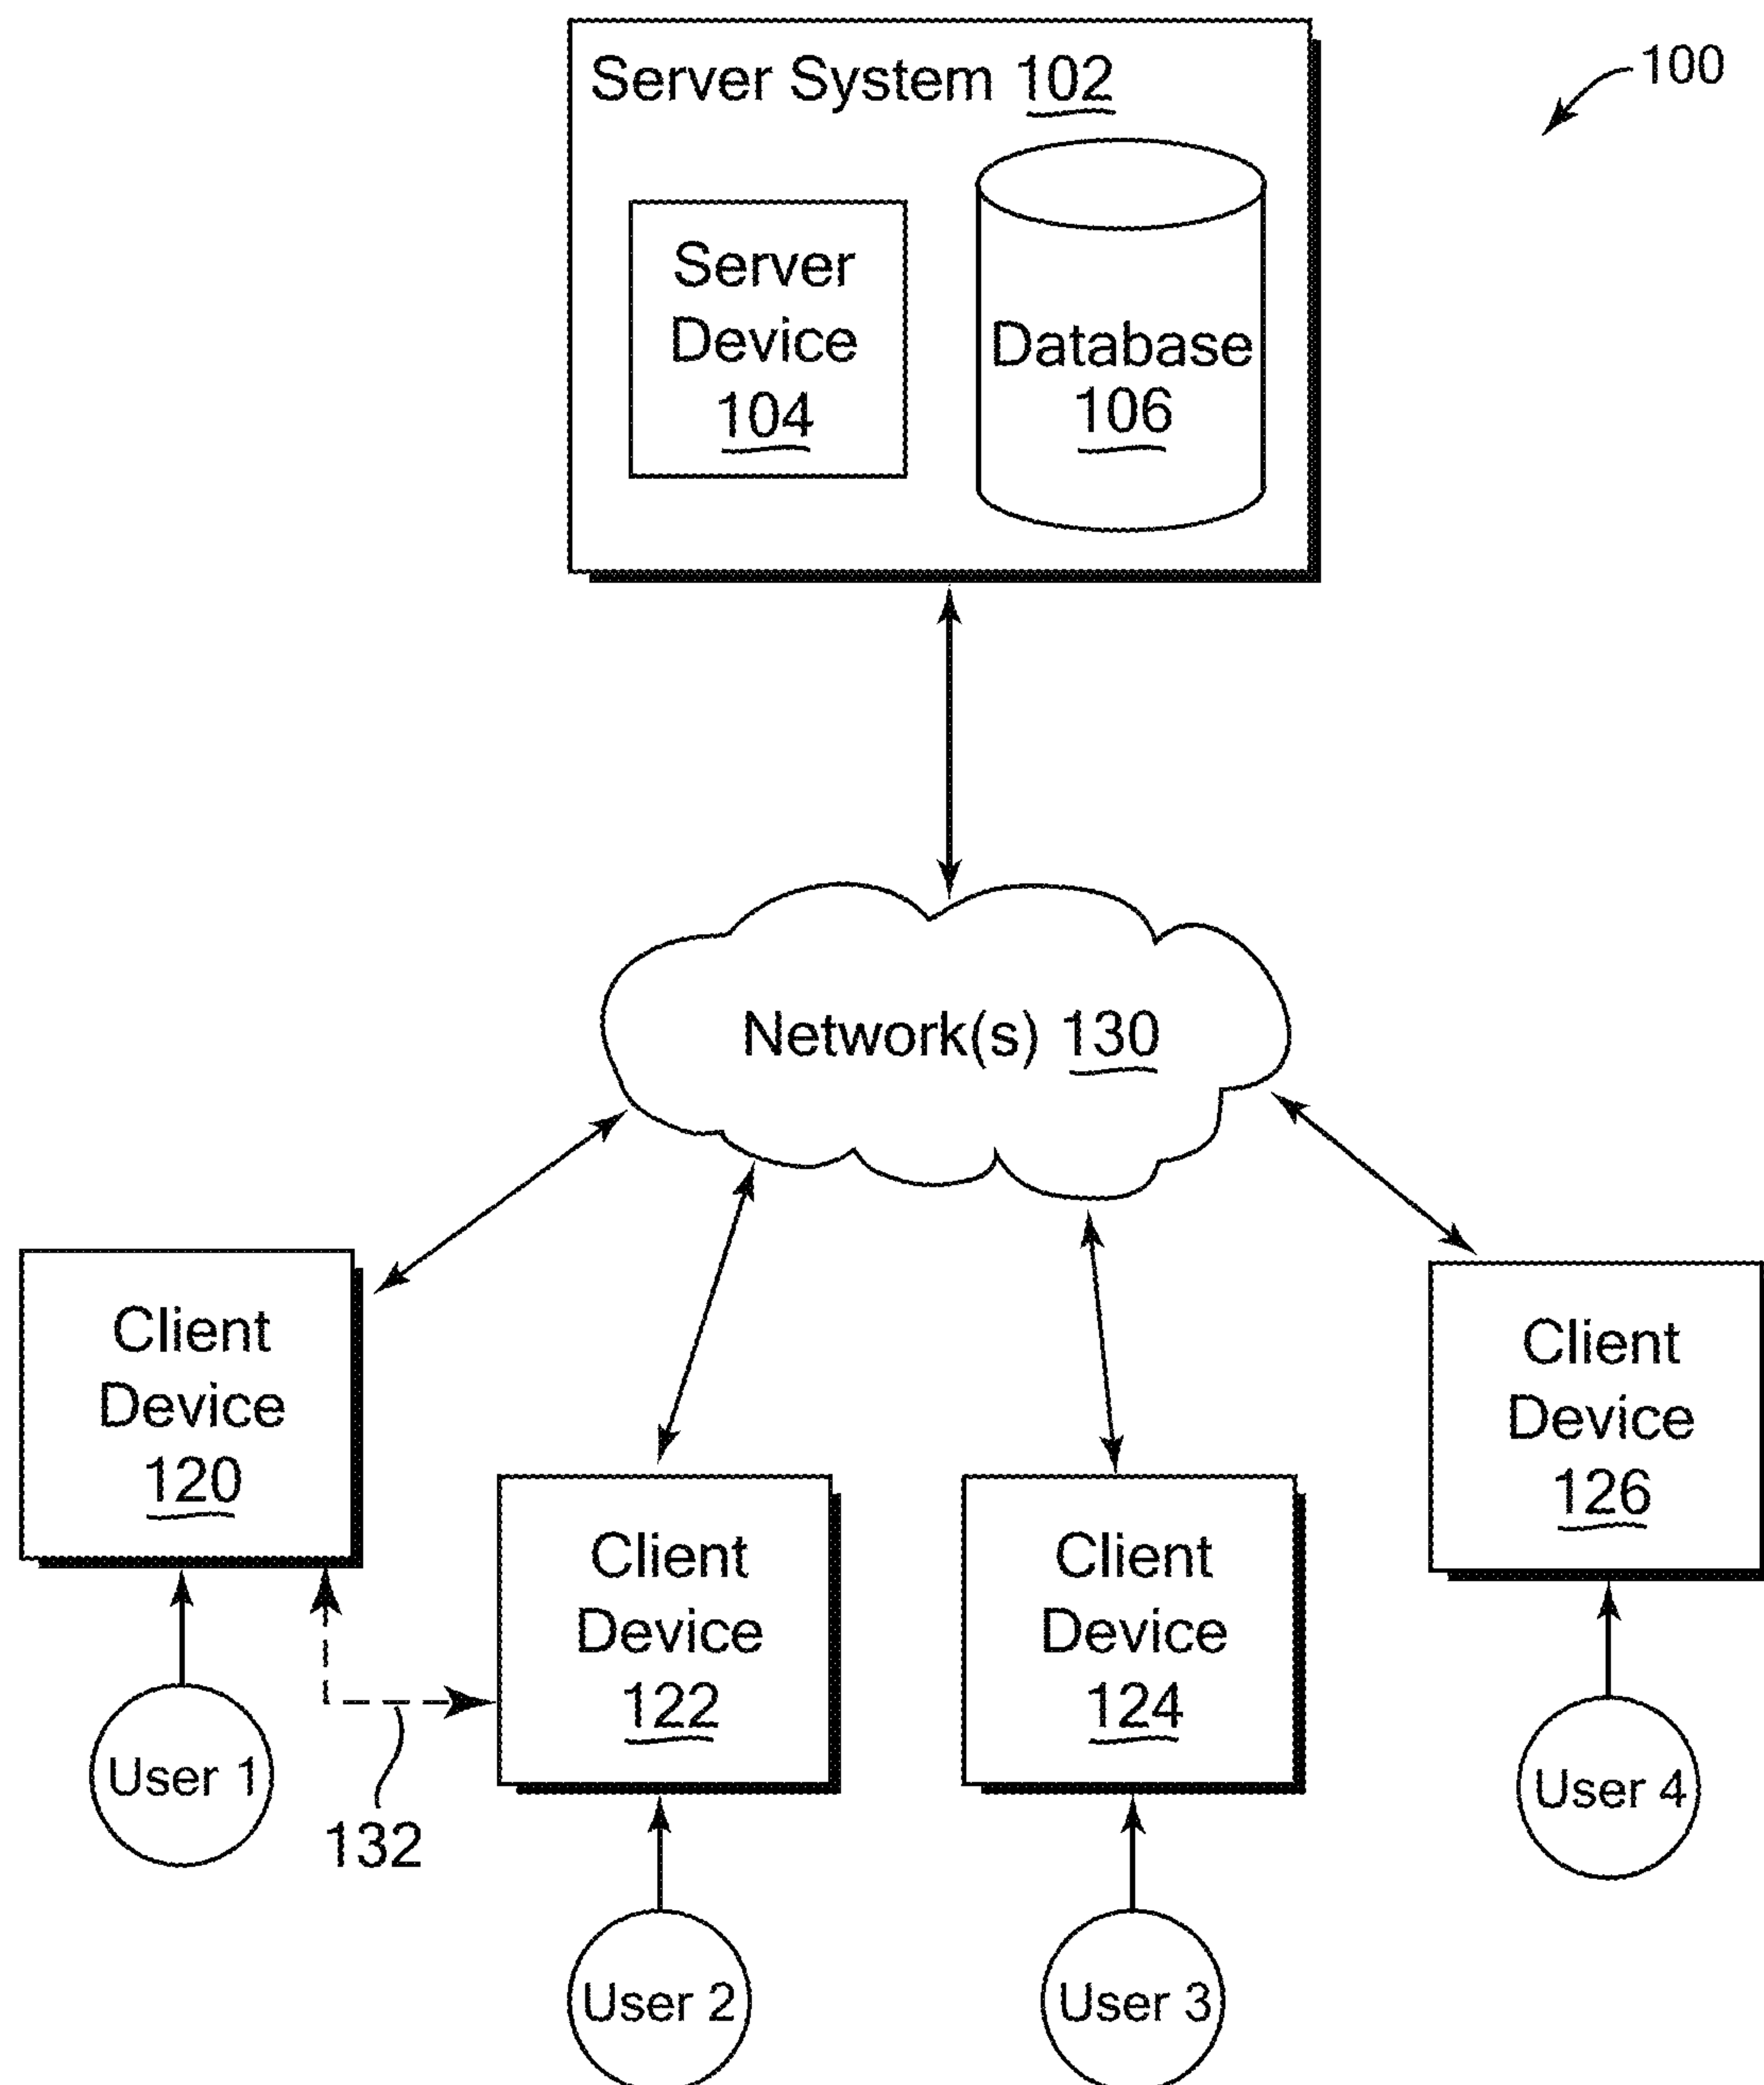 Server System 102
100
Server
Device
104
Database
106
Network(s) 130
Client
Device
120
Client
Device
122
Client
Device
124
Client
Device
126
User 1
132
User 2
User 3
User 4